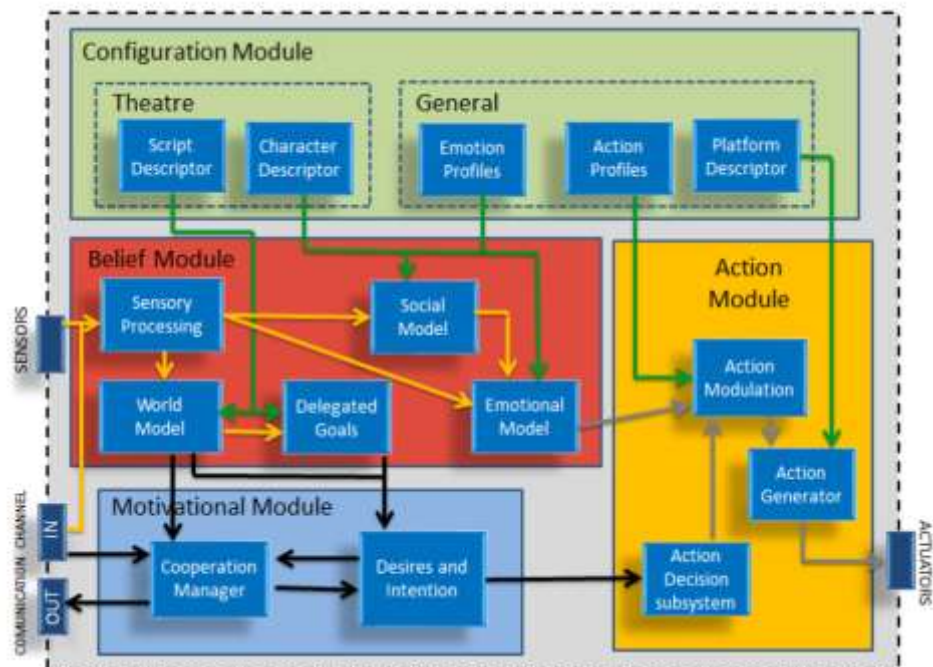 Configuration Module
Theatre
General
Script
Descriptor
Character
Descriptor
Emotion
Profiles
Action
Profiles
Platform
Descriptor
Belief Module
Action
Module
Sensory
Processing
Social
Model
SENSORS
World
Model
Delegated
Goals
Emotional
Model
Action
Modulation
Action
Generator
Motivational Module
COMUNICATION CHANNEL
IN
OUT
Cooperation
Manager
Desires and
Intention
Action
Decision
subsystem
ACTUATORS